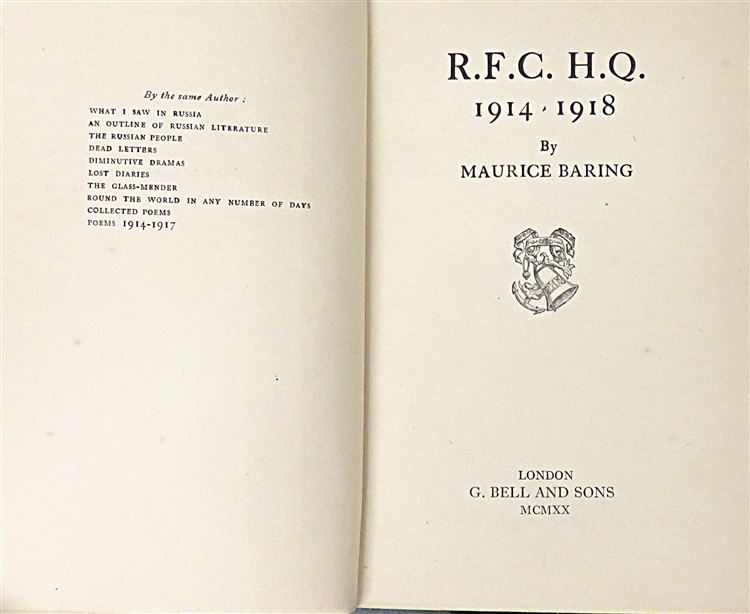 By the same Author :
WHAT I SAW IN RUSSIA
AN OUTLINE OF RUSSIAN LITERATURE
THE RUSSIAN PEOPLE
DEAD LETTERS
DIMINUTIVE DRAMAS
LOST DIARIES
THE GLASS-MENDER
ROUND THE WORLD IN ANY NUMBER OF DAYS
COLLECTED POEMS
POEMS 1914-1917
R.F.C. H.Q.
1914 - 1918
By
MAURICE BARING
LONDON
G. BELL AND SONS
MCMXX